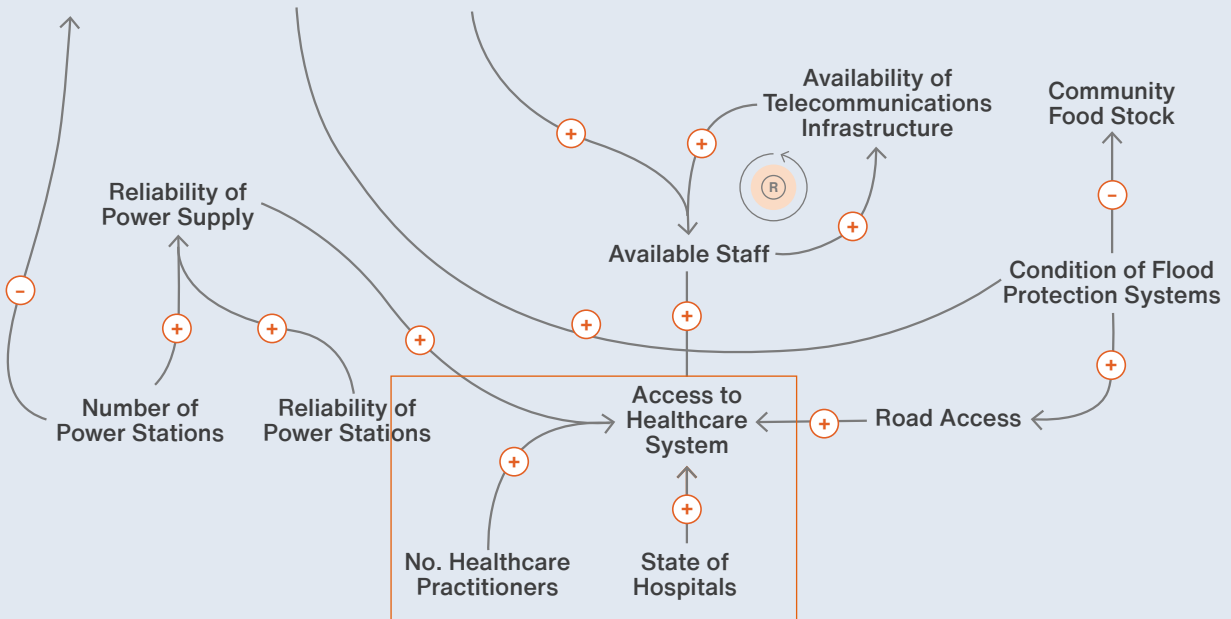 Availability of
Telecommunications
Infrastructure
Community
Food Stock
+
+
R
-
Reliability of
Power Supply
+
Available Staff
Condition of Flood
Protection Systems
-
+
+
+
+
+
+
Number of
Power Stations
Reliability of
Power Stations
Access to
Healthcare
System
+
Road Access
+
+
No. Healthcare
Practitioners
State of
Hospitals